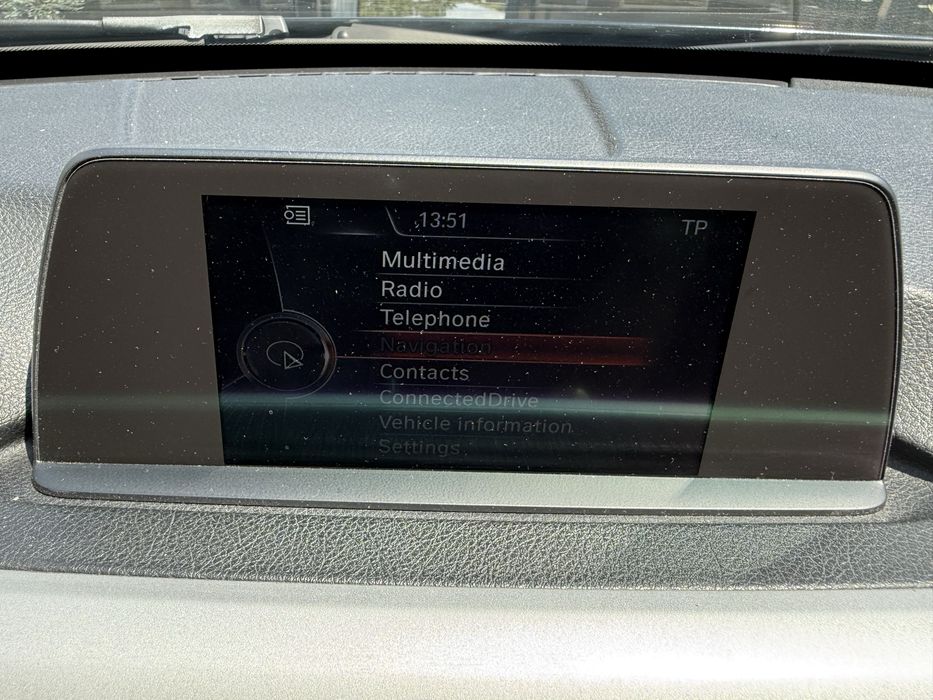 13:51
TP
Multimedia
Radio
Telephone
Navigation
Contacts
ConnectedDrive
Vehicle information
Settings